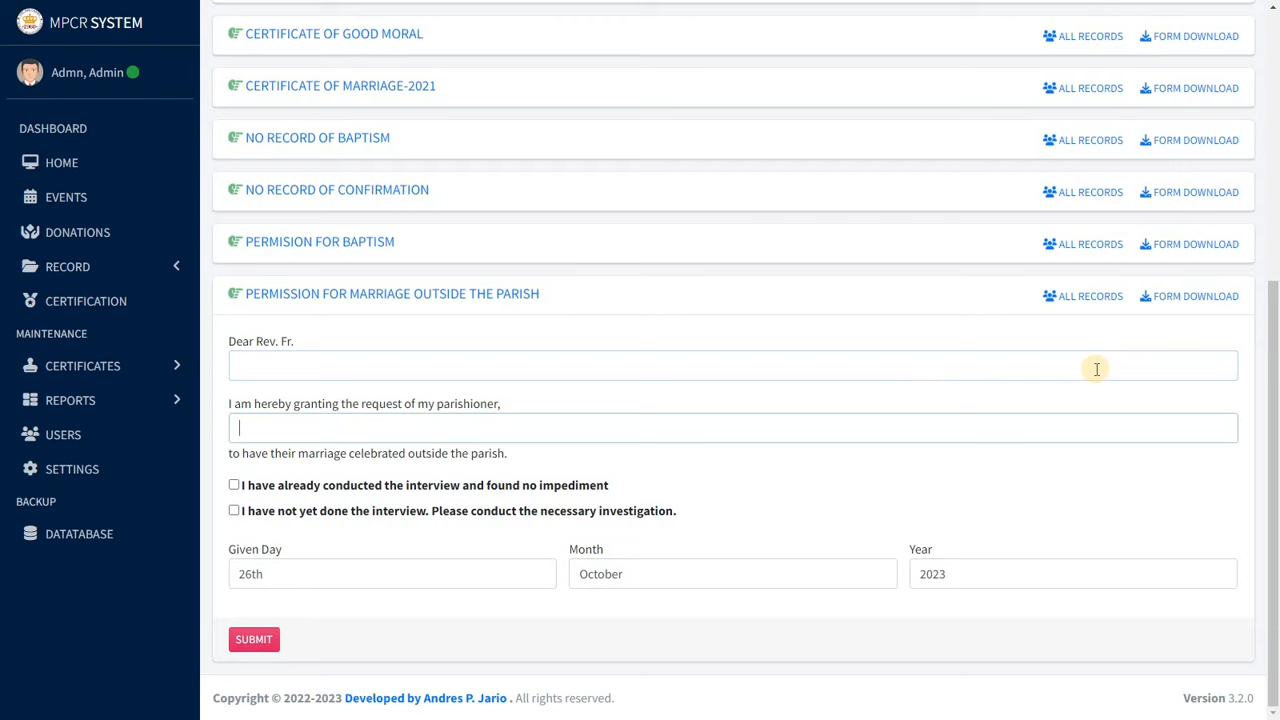 MPCR SYSTEM
Admn, Admin
DASHBOARD
HOME
EVENTS
DONATIONS
RECORD
CERTIFICATION
MAINTENANCE
CERTIFICATES
REPORTS
USERS
SETTINGS
BACKUP
DATATABASE
CERTIFICATE OF GOOD MORAL ALL RECORDS FORM DOWNLOAD
CERTIFICATE OF MARRIAGE-2021 ALL RECORDS FORM DOWNLOAD
NO RECORD OF BAPTISM ALL RECORDS FORM DOWNLOAD
NO RECORD OF CONFIRMATION ALL RECORDS FORM DOWNLOAD
PERMISION FOR BAPTISM ALL RECORDS FORM DOWNLOAD
PERMISSION FOR MARRIAGE OUTSIDE THE PARISH ALL RECORDS FORM DOWNLOAD
Dear Rev. Fr.
I am hereby granting the request of my parishioner,
to have their marriage celebrated outside the parish.
I have already conducted the interview and found no impediment
I have not yet done the interview. Please conduct the necessary investigation.
Given Day Month Year
26th October 2023
SUBMIT
Copyright © 2022-2023 Developed by Andres P. Jario . All rights reserved. Version 3.2.0